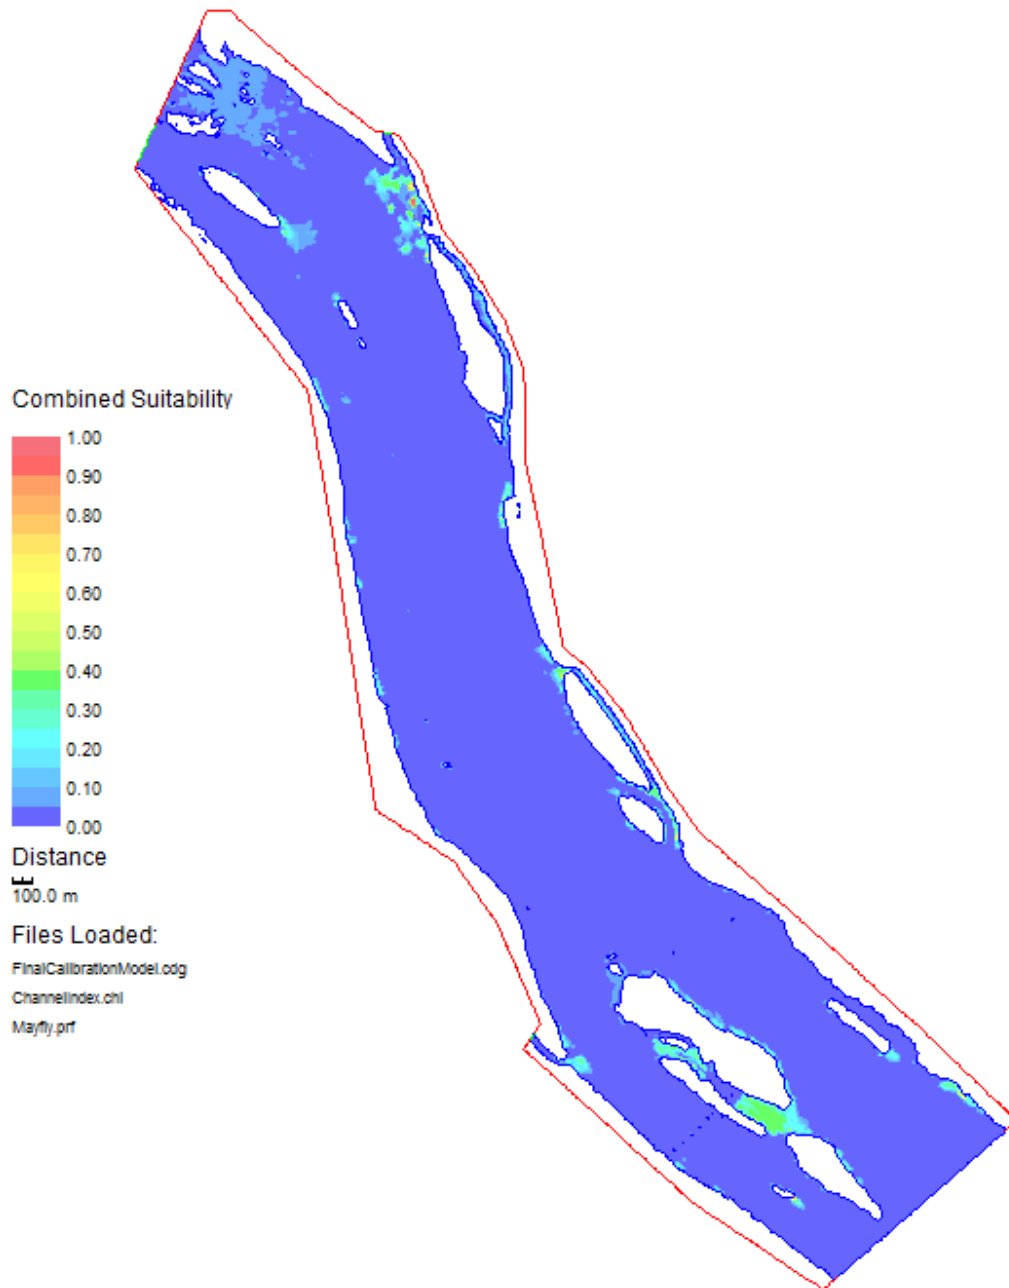 Combined Suitability
1.00
0.90
0.80
0.70
0.60
0.50
0.40
0.30
0.20
0.10
0.00
Distance
100.0 m
Files Loaded:
FinalCalibrationModel.cdg
ChannelIndex.chl
Mayfly.prf